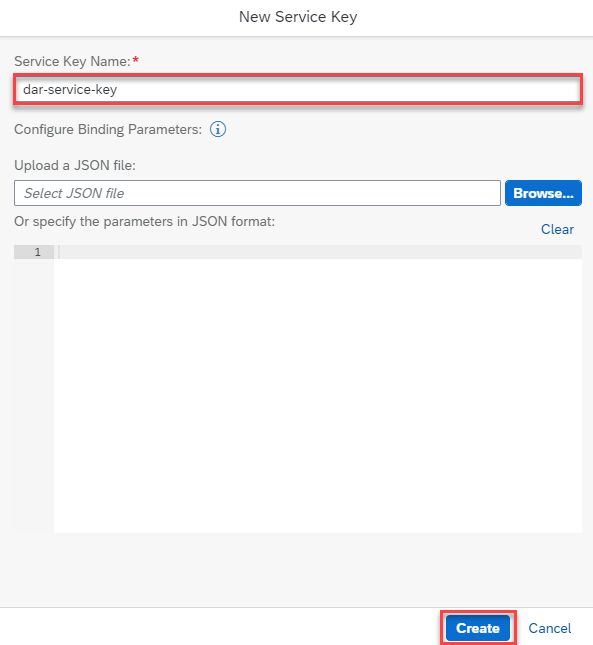 New Service Key
Service Key Name:*
dar-service-key
Configure Binding Parameters:
Upload a JSON file:
Select JSON file
Browse...
Or specify the parameters in JSON format:
Clear
1
Create
Cancel